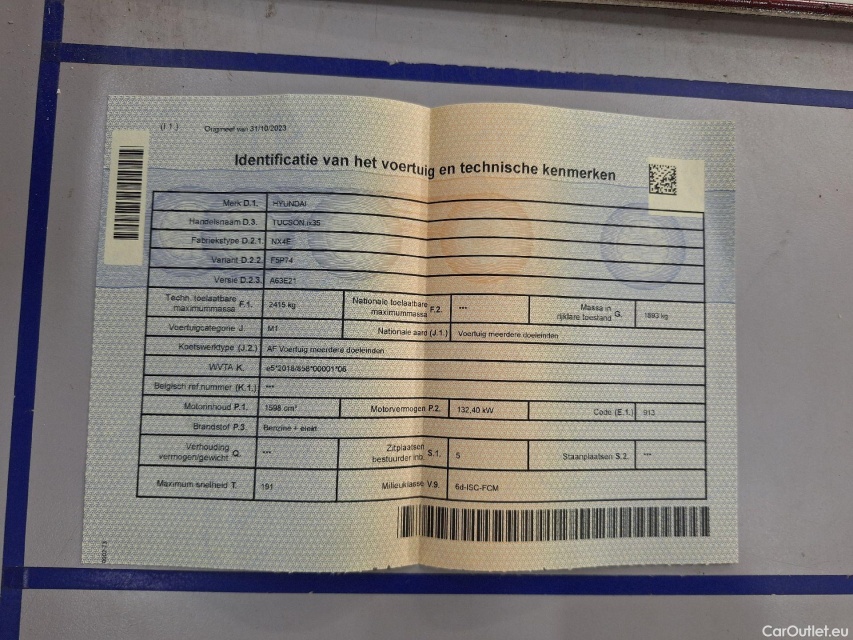 (I 1) Origineel van 31/10/2023
Identificatie van het voertuig en technische kenmerken
Merk D.1. HYUNDAI
Handelsnaam D.3. TUCSON,ix35
Fabriekstype D.2.1. NX4E
Variant D.2.2. F5P74
Versie D.2.3. A63E21
Techn. toelaatbare maximummassa F.1. 2415 kg Nationale toelaatbare maximummassa F.2. --- Massa in rijklare toestand G. 1693 kg
Voertuigcategorie J. M1 Nationale aard (J.1.) Voertuig meerdere doeleinden
Koetswerktype (J.2.) AF Voertuig meerdere doeleinden
WVTA K. e5*2018/858*00001*06
Belgisch ref.nummer (K.1.) ---
Motorinhoud P.1. 1598 cm³ Motorvermogen P.2. 132,40 kW Code (E.1.) 913
Brandstof P.3. Benzine + elekt
Verhouding vermogen/gewicht Q. --- Zitplaatsen bestuurder inb. S.1. 5 Staanplaatsen S.2. ---
Maximum snelheid T. 191 Milieuklasse V.9. 6d-ISC-FCM
CarOutlet.eu